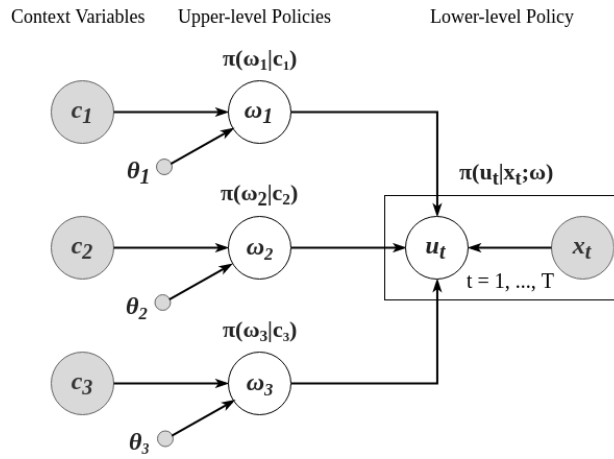 Context Variables Upper-level Policies Lower-level Policy
π(ω₁|c₁)
c₁ ω₁
θ₁
π(uₜ|xₜ;ω)
π(ω₂|c₂)
c₂ ω₂ uₜ xₜ
t = 1, ..., T
θ₂
π(ω₃|c₃)
c₃ ω₃
θ₃